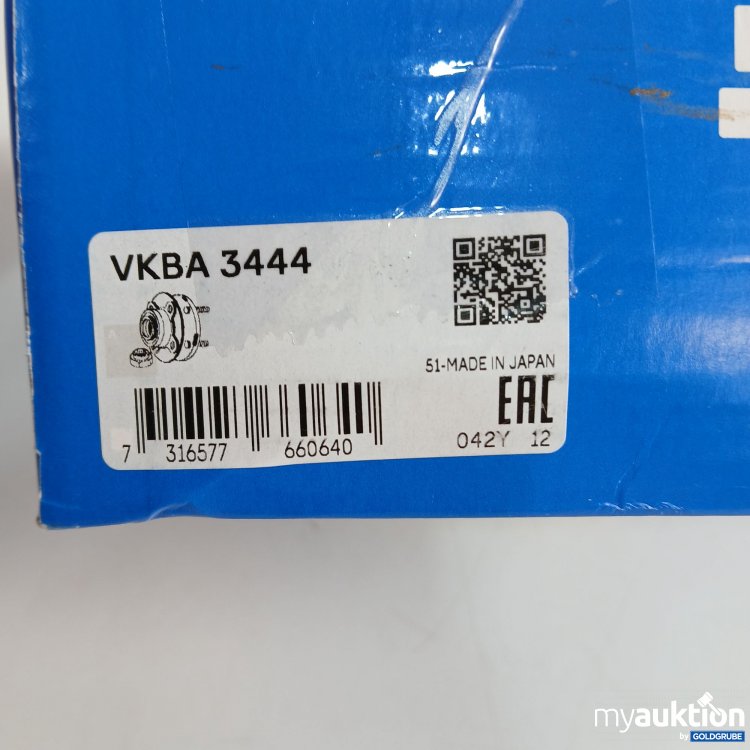 VKBA 3444
51-MADE IN JAPAN
EAC
7 316577 660640
042Y 12
myauktion
by GOLDGRUBE